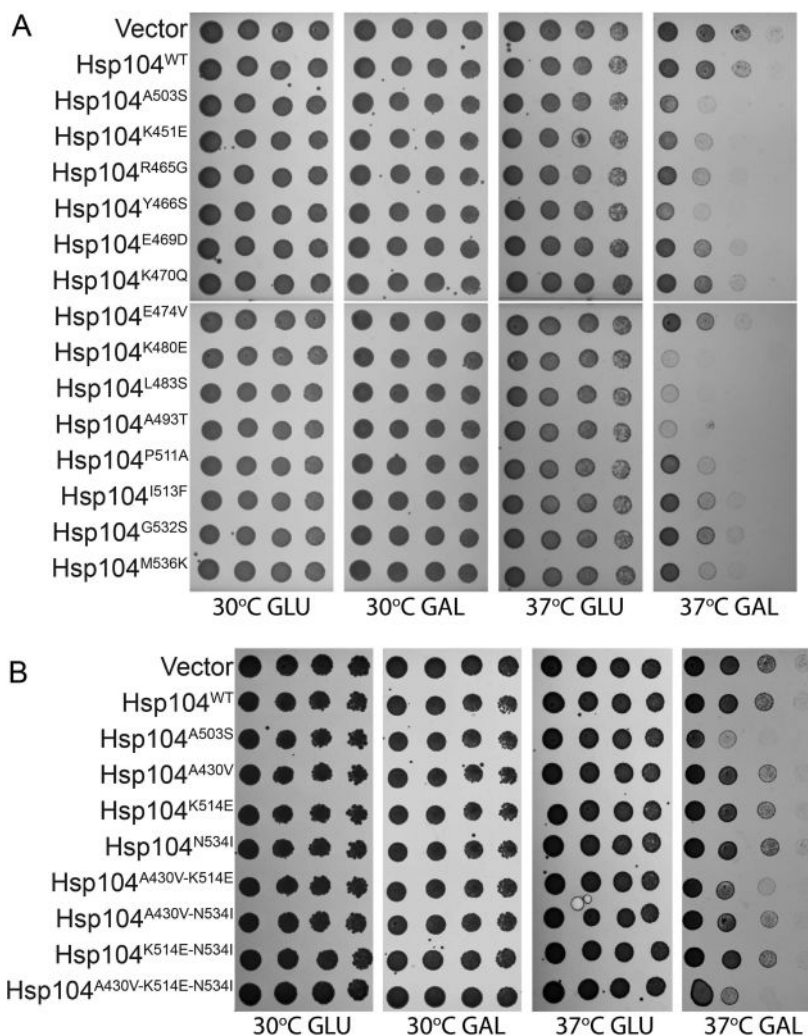 A
Vector
Hsp104WT
Hsp104A503S
Hsp104K451E
Hsp104R465G
Hsp104Y466S
Hsp104E469D
Hsp104K470Q
Hsp104E474V
Hsp104K480E
Hsp104L483S
Hsp104A493T
Hsp104P511A
Hsp104I513F
Hsp104G532S
Hsp104M536K
30°C GLU 30°C GAL 37°C GLU 37°C GAL
B
Vector
Hsp104WT
Hsp104A503S
Hsp104A430V
Hsp104K514E
Hsp104N534I
Hsp104A430V-K514E
Hsp104A430V-N534I
Hsp104K514E-N534I
Hsp104A430V-K514E-N534I
30°C GLU 30°C GAL 37°C GLU 37°C GAL